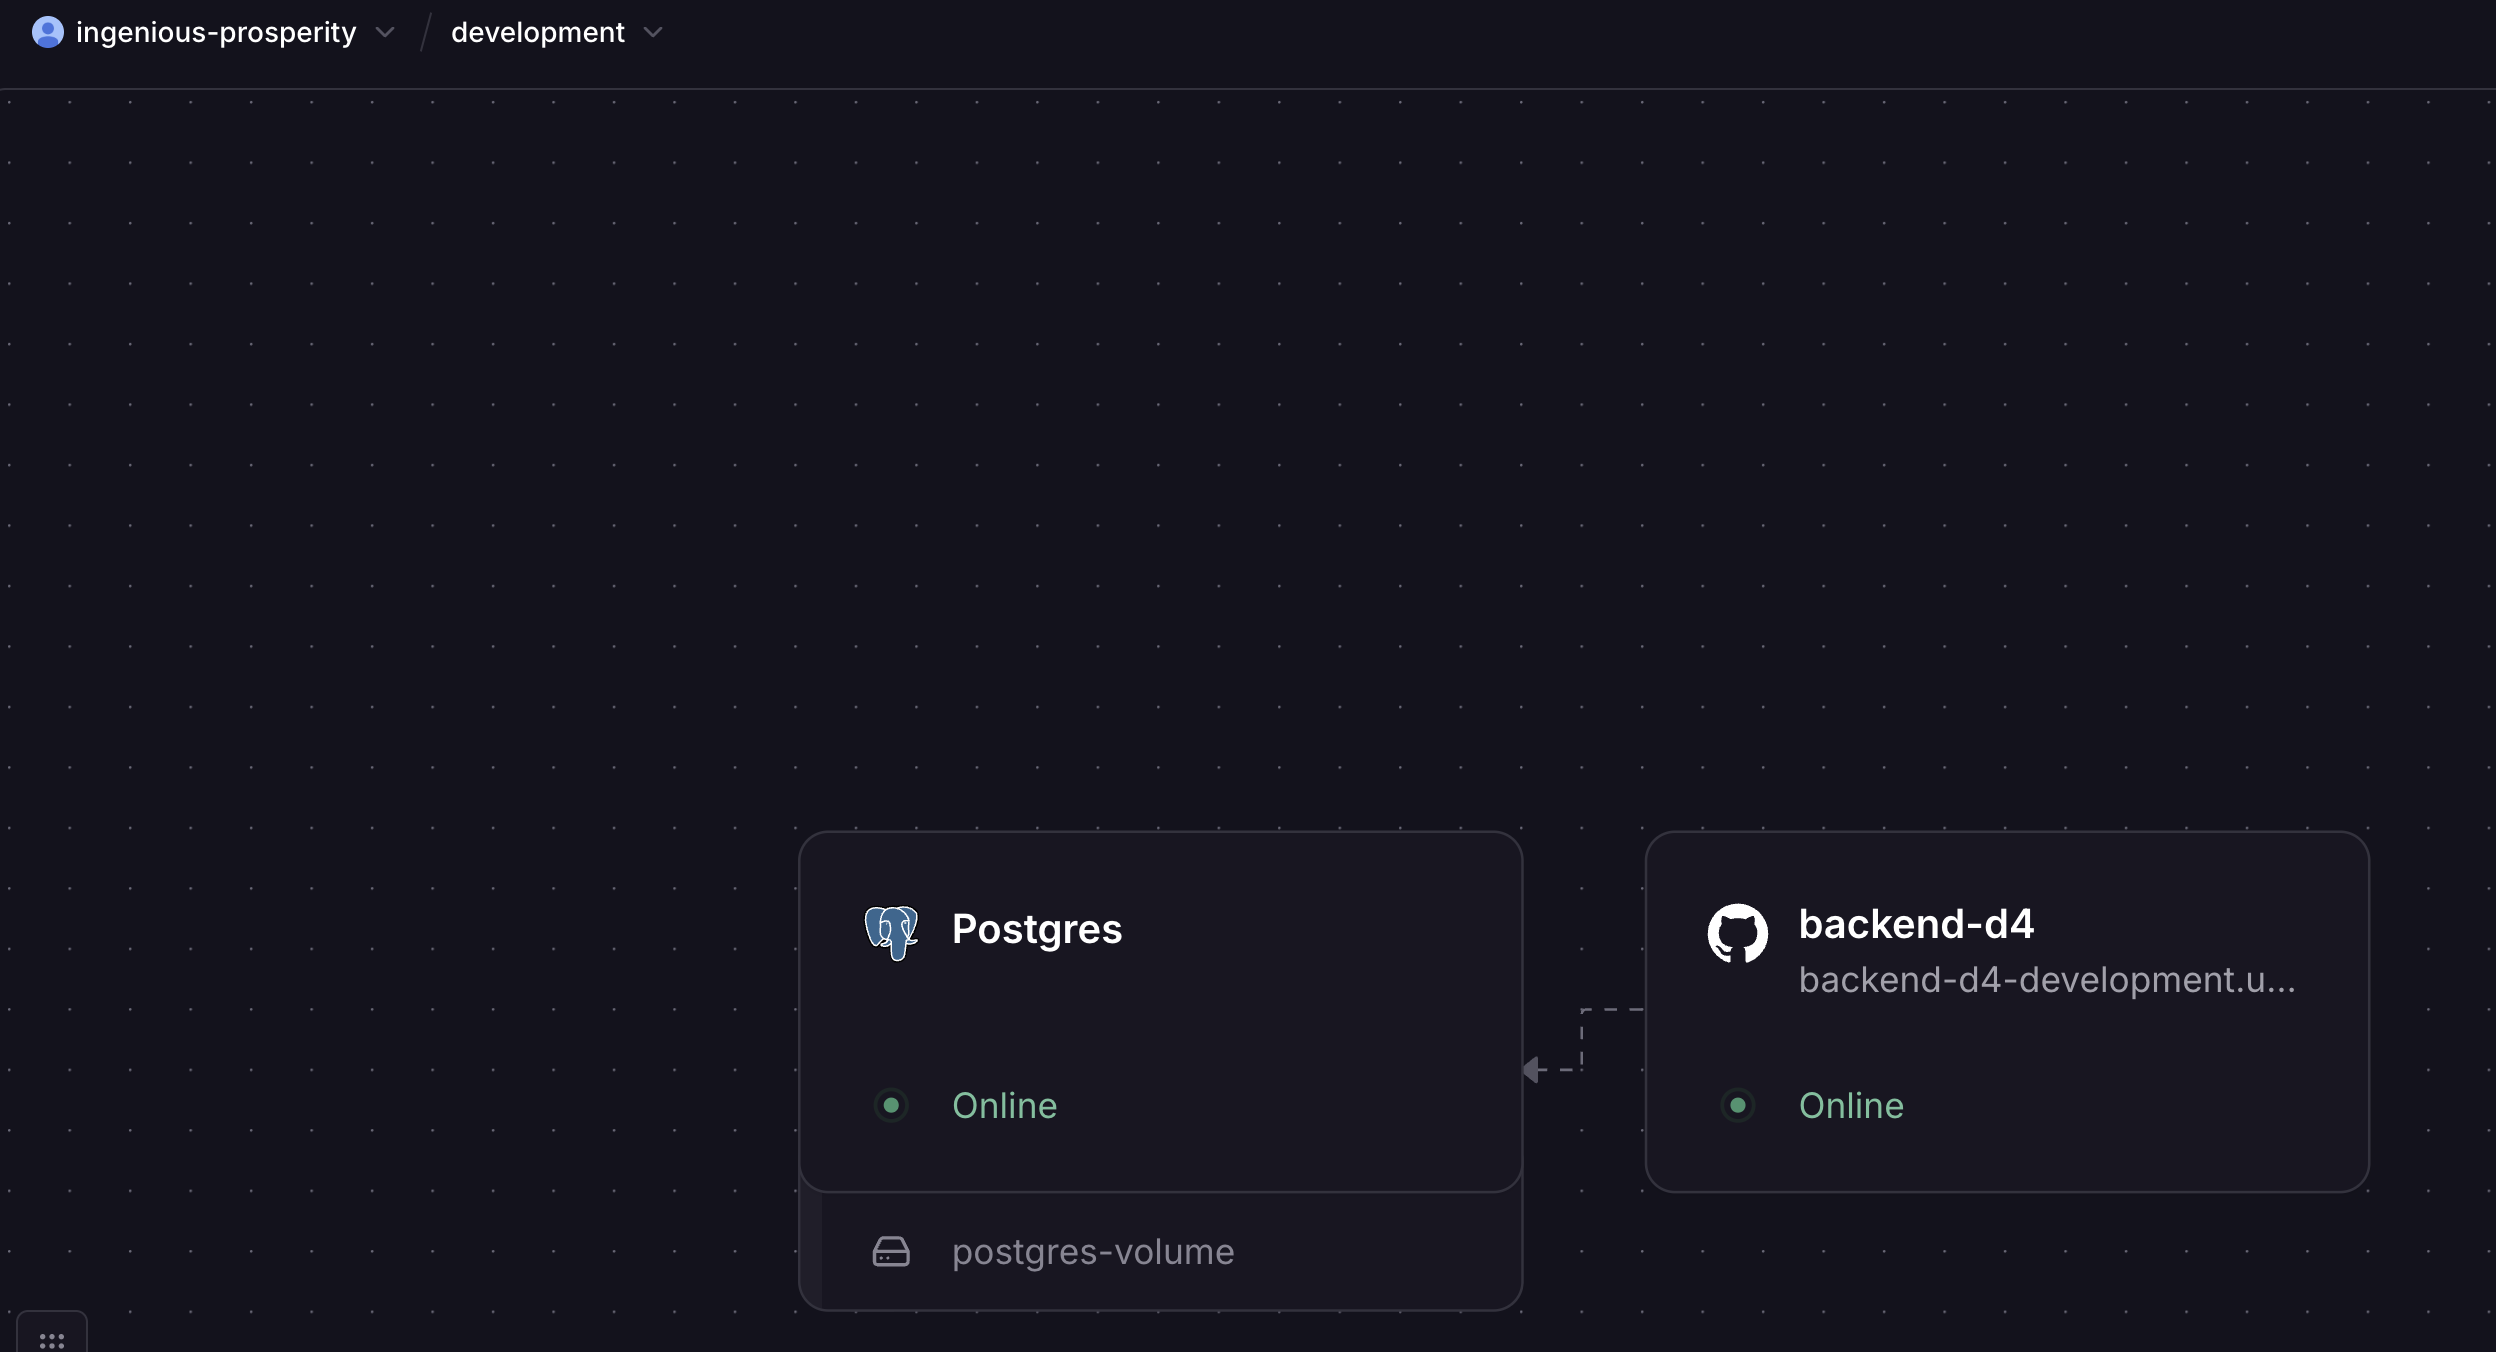 ingenious-prosperity / development
Postgres
Online
postgres-volume
backend-d4
backend-d4-development.u...
Online